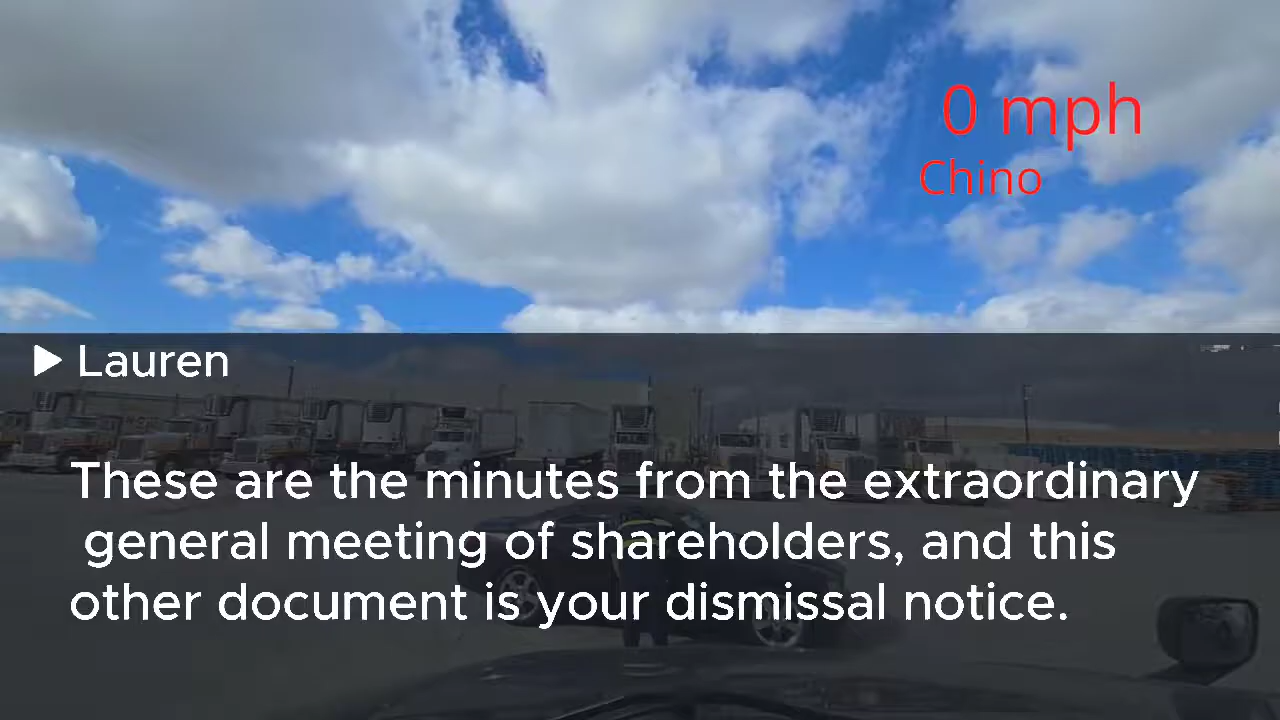 0 mph
Chino
Lauren
These are the minutes from the extraordinary
general meeting of shareholders, and this
other document is your dismissal notice.